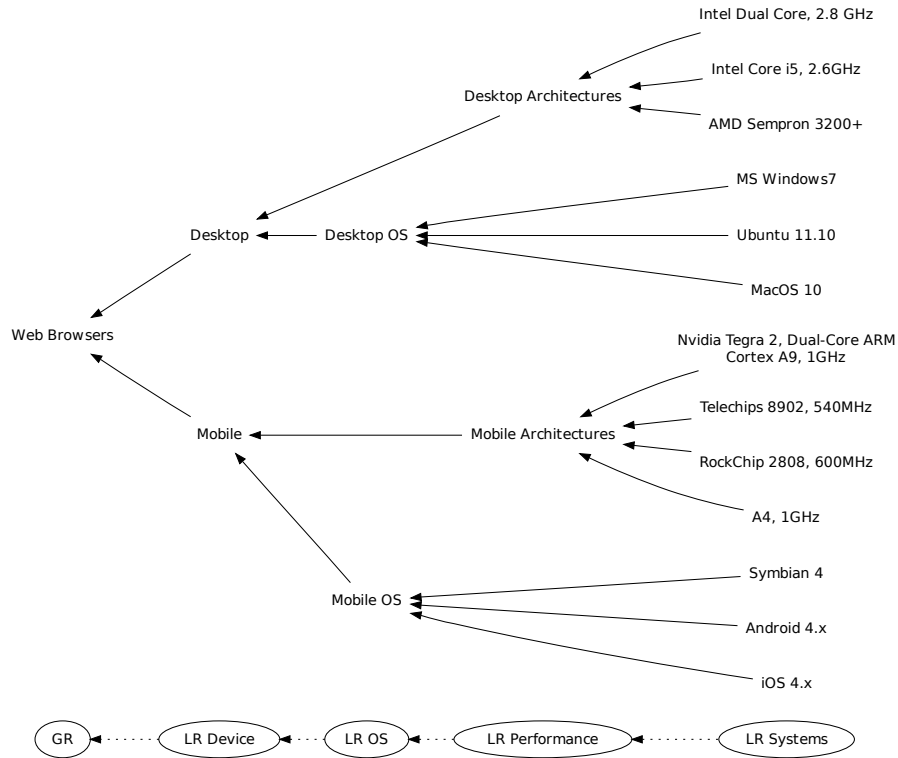 Intel Dual Core, 2.8 GHz
Intel Core i5, 2.6GHz
Desktop Architectures
AMD Sempron 3200+
MS Windows7
Desktop
Desktop OS
Ubuntu 11.10
MacOS 10
Web Browsers
Nvidia Tegra 2, Dual-Core ARM
Cortex A9, 1GHz
Telechips 8902, 540MHz
Mobile
Mobile Architectures
RockChip 2808, 600MHz
A4, 1GHz
Symbian 4
Mobile OS
Android 4.x
iOS 4.x
GR
LR Device
LR OS
LR Performance
LR Systems